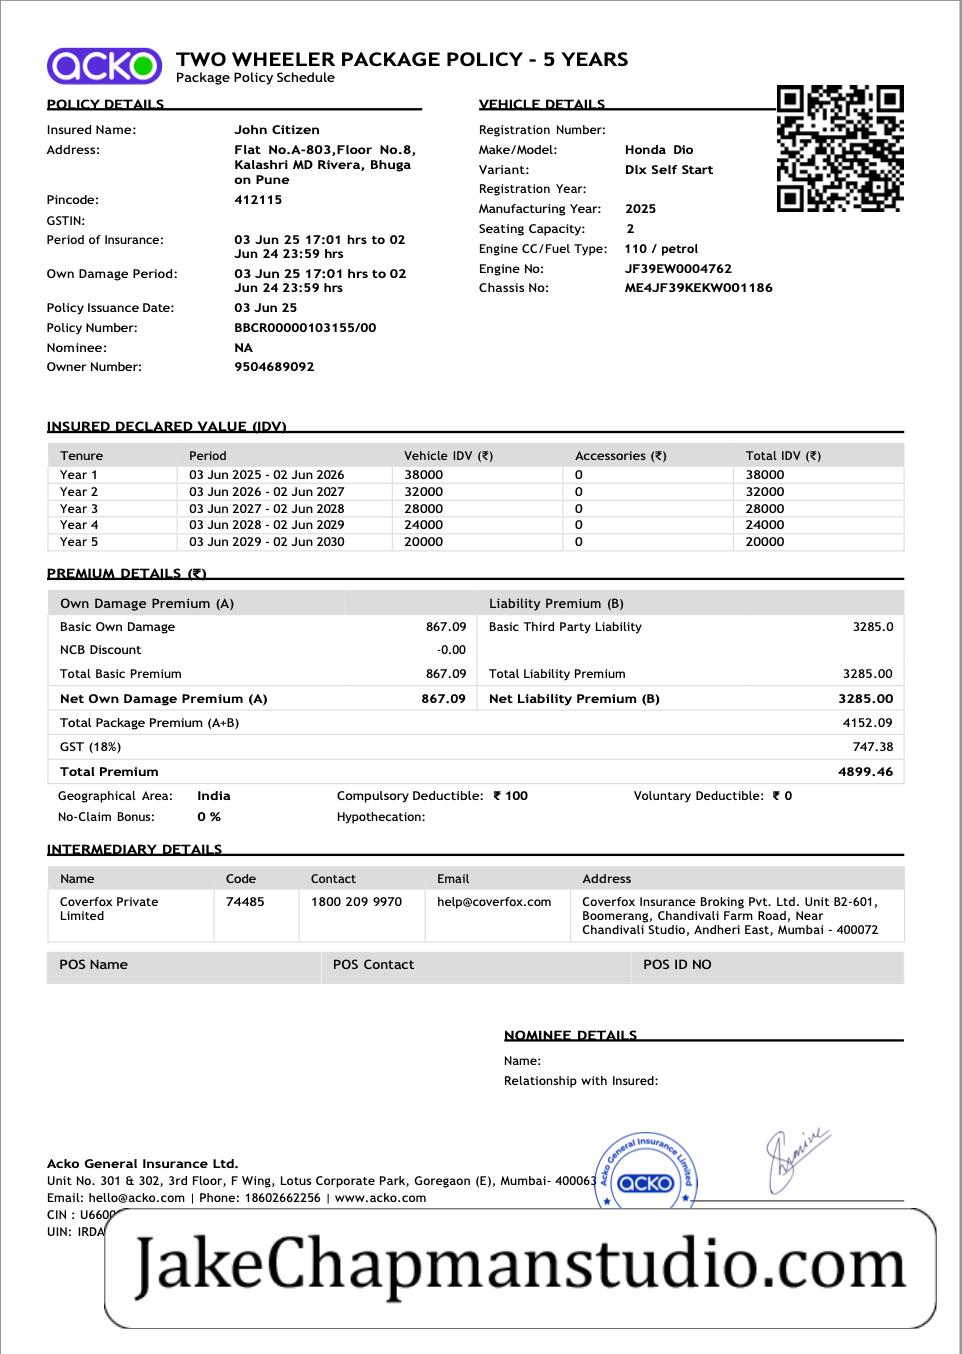 acko
TWO WHEELER PACKAGE POLICY - 5 YEARS
Package Policy Schedule
POLICY DETAILS
Insured Name: John Citizen
Address: Flat No.A-803,Floor No.8,
Kalashri MD Rivera, Bhuga
on Pune
Pincode: 412115
GSTIN:
Period of Insurance: 03 Jun 25 17:01 hrs to 02
Jun 24 23:59 hrs
Own Damage Period: 03 Jun 25 17:01 hrs to 02
Jun 24 23:59 hrs
Policy Issuance Date: 03 Jun 25
Policy Number: BBCR00000103155/00
Nominee: NA
Owner Number: 9504689092
VEHICLE DETAILS
Registration Number:
Make/Model: Honda Dio
Variant: Dlx Self Start
Registration Year:
Manufacturing Year: 2025
Seating Capacity: 2
Engine CC/Fuel Type: 110 / petrol
Engine No: JF39EW0004762
Chassis No: ME4JF39KEKW001186
INSURED DECLARED VALUE (IDV)
Tenure Period Vehicle IDV (₹) Accessories (₹) Total IDV (₹)
Year 1 03 Jun 2025 - 02 Jun 2026 38000 0 38000
Year 2 03 Jun 2026 - 02 Jun 2027 32000 0 32000
Year 3 03 Jun 2027 - 02 Jun 2028 28000 0 28000
Year 4 03 Jun 2028 - 02 Jun 2029 24000 0 24000
Year 5 03 Jun 2029 - 02 Jun 2030 20000 0 20000
PREMIUM DETAILS (₹)
Own Damage Premium (A) Liability Premium (B)
Basic Own Damage 867.09 Basic Third Party Liability 3285.0
NCB Discount -0.00
Total Basic Premium 867.09 Total Liability Premium 3285.00
Net Own Damage Premium (A) 867.09 Net Liability Premium (B) 3285.00
Total Package Premium (A+B) 4152.09
GST (18%) 747.38
Total Premium 4899.46
Geographical Area: India Compulsory Deductible: ₹ 100 Voluntary Deductible: ₹ 0
No-Claim Bonus: 0 % Hypothecation:
INTERMEDIARY DETAILS
Name Code Contact Email Address
Coverfox Private 74485 1800 209 9970 help@coverfox.com Coverfox Insurance Broking Pvt. Ltd. Unit B2-601,
Limited Boomerang, Chandivali Farm Road, Near
Chandivali Studio, Andheri East, Mumbai - 400072
POS Name POS Contact POS ID NO
NOMINEE DETAILS
Name:
Relationship with Insured:
Acko General Insurance Ltd.
Unit No. 301 & 302, 3rd Floor, F Wing, Lotus Corporate Park, Goregaon (E), Mumbai- 400063
Email: hello@acko.com | Phone: 18602662256 | www.acko.com
CIN : U6600
UIN: IRDA
Acko General Insurance Limited
acko
JakeChapmanstudio.com